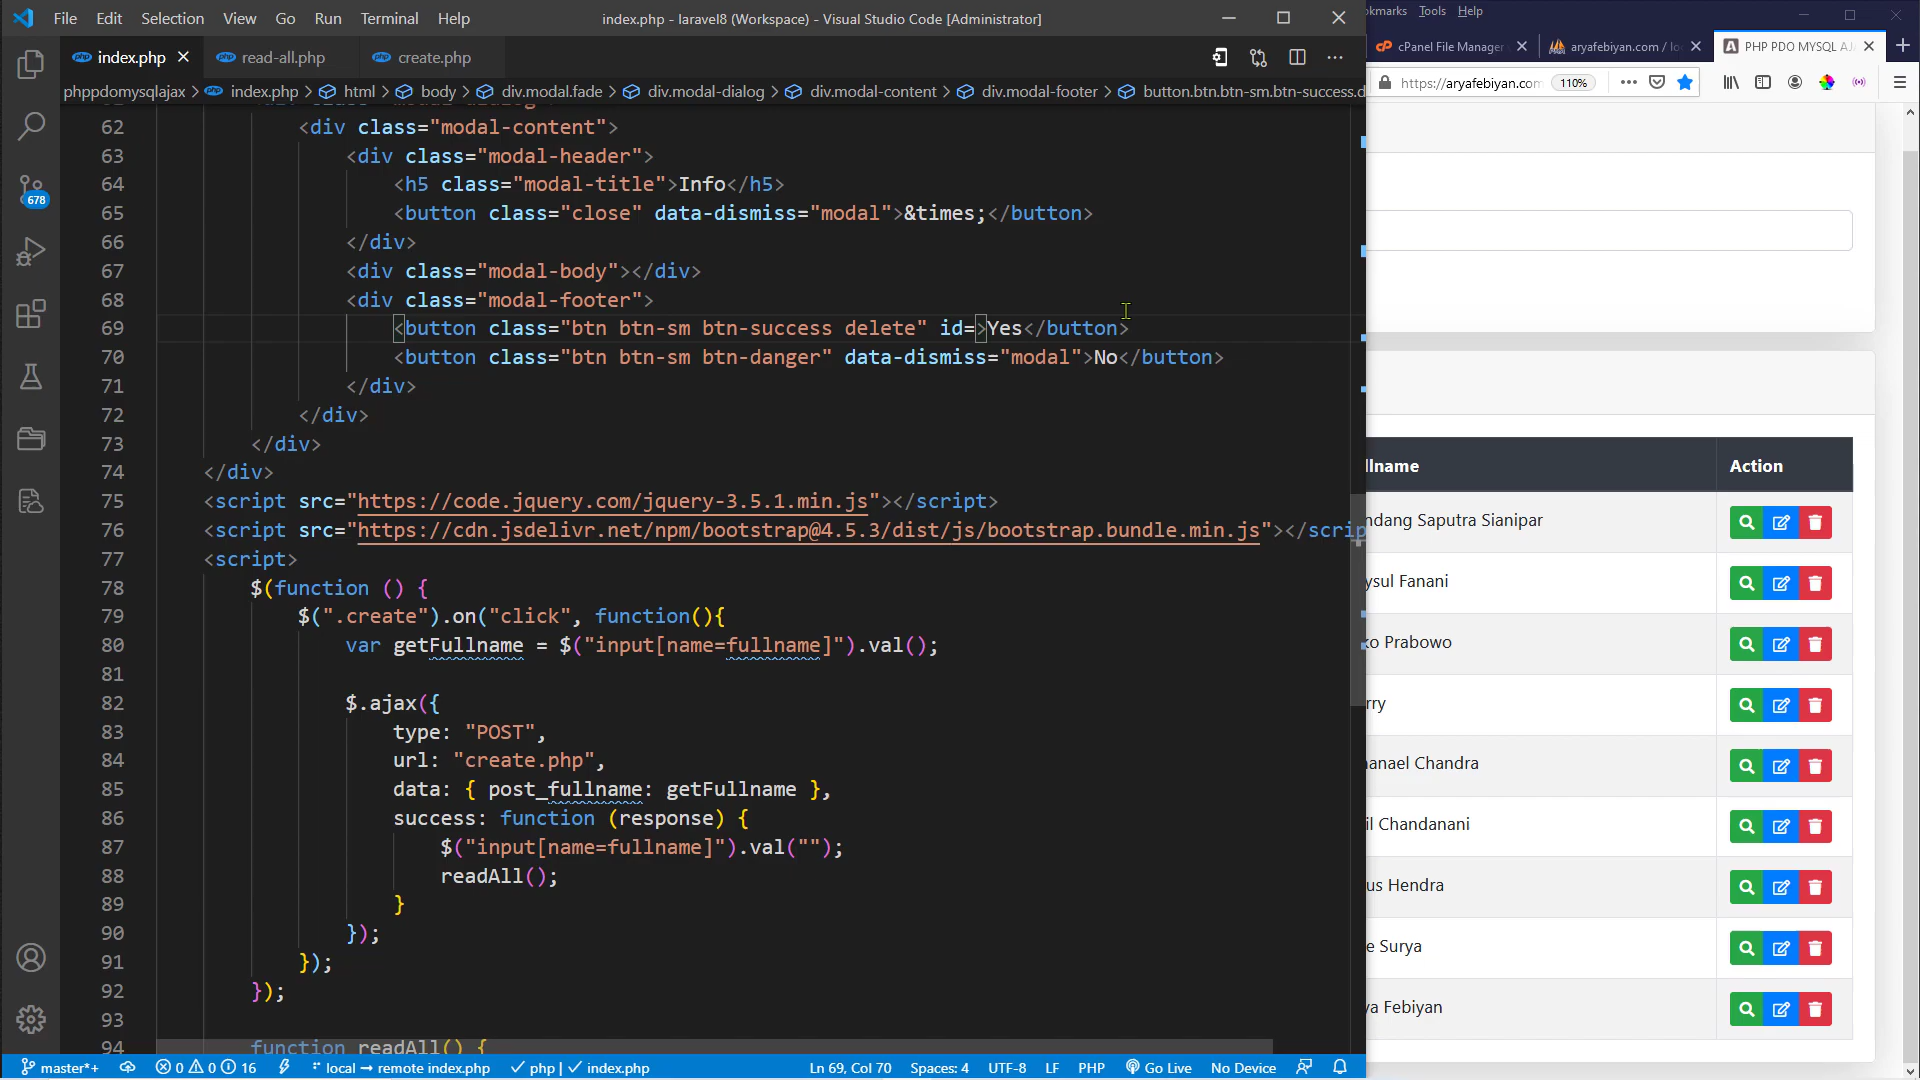 File Edit Selection View Go Run Terminal Help
index.php - laravel8 (Workspace) - Visual Studio Code [Administrator]
index.php
read-all.php
create.php
phppdomysqlajax > index.php > html > body > div.modal.fade > div.modal-dialog > div.modal-content > div.modal-footer > button.btn.btn-sm.btn-success.d
62 <div class="modal-content">
63 <div class="modal-header">
64 <h5 class="modal-title">Info</h5>
65 <button class="close" data-dismiss="modal">&times;</button>
66 </div>
67 <div class="modal-body"></div>
68 <div class="modal-footer">
69 <button class="btn btn-sm btn-success delete" id=>Yes</button>
70 <button class="btn btn-sm btn-danger" data-dismiss="modal">No</button>
71 </div>
72 </div>
73 </div>
74 </div>
75 <script src="https://code.jquery.com/jquery-3.5.1.min.js"></script>
76 <script src="https://cdn.jsdelivr.net/npm/bootstrap@4.5.3/dist/js/bootstrap.bundle.min.js"></scrip
77 <script>
78 $(function () {
79 $(".create").on("click", function(){
80 var getFullname = $("input[name=fullname]").val();
81
82 $.ajax({
83 type: "POST",
84 url: "create.php",
85 data: { post_fullname: getFullname },
86 success: function (response) {
87 $("input[name=fullname]").val("");
88 readAll();
89 }
90 });
91 });
92 });
93
94 function readAll() {
678
master*+
0 0 16
local → remote index.php
php | index.php
Ln 69, Col 70
Spaces: 4
UTF-8
LF
PHP
Go Live
No Device
okmarks Tools Help
cPanel File Manager
aryafebiyan.com / lo
PHP PDO MYSQL AJA
https://aryafebiyan.com
110%
llname Action
ndang Saputra Sianipar
ysul Fanani
ko Prabowo
rry
nanael Chandra
il Chandanani
us Hendra
e Surya
ya Febiyan